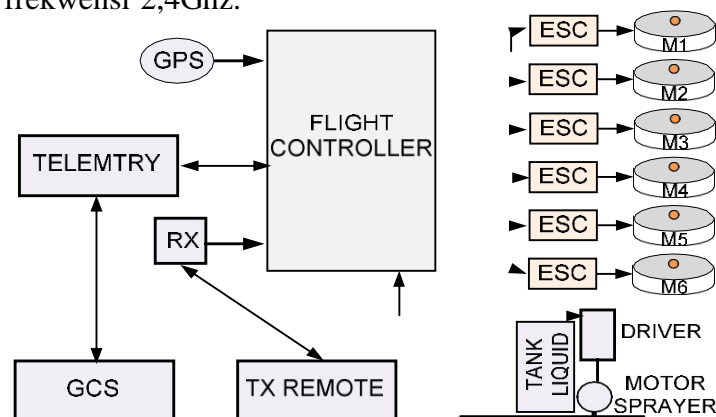 frekwensi 2,4Ghz.
GPS
FLIGHT
CONTROLLER
TELEMTRY
RX
GCS
TX REMOTE
ESC
M1
ESC
M2
ESC
M3
ESC
M4
ESC
M5
ESC
M6
TANK
LIQUID
DRIVER
MOTOR
SPRAYER